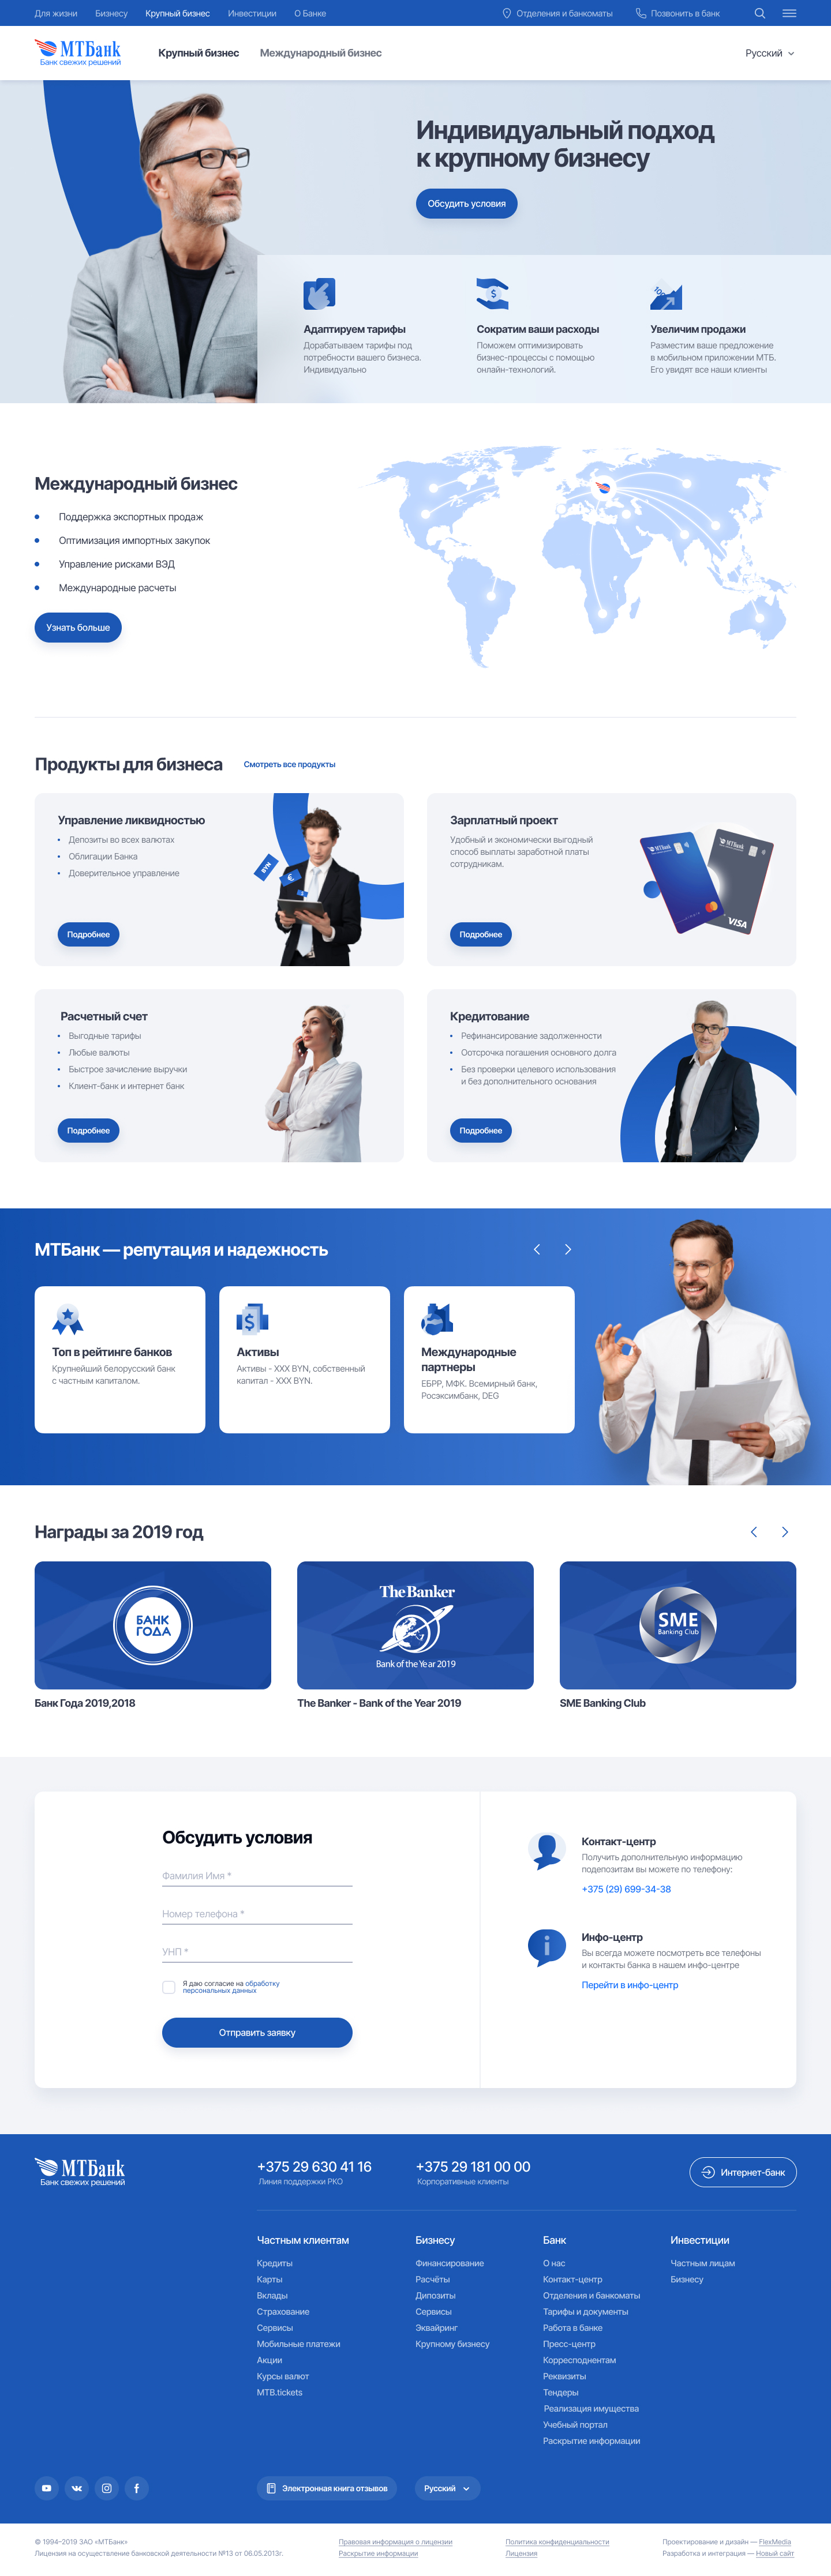 Для жизни
Бизнесу
Крупный бизнес
Инвестиции
О Банке
Отделения и банкоматы
Позвонить в банк
МТБанк
Банк свежих решений
Крупный бизнес
Международный бизнес
Русский
Индивидуальный подход
к крупному бизнесу
Обсудить условия
Адаптируем тарифы
Дорабатываем тарифы под
потребности вашего бизнеса.
Индивидуально
$
Сократим ваши расходы
Поможем оптимизировать
бизнес-процессы с помощью
онлайн-технологий.
100
Увеличим продажи
Разместим ваше предложение
в мобильном приложении МТБ.
Его увидят все наши клиенты
Международный бизнес
Поддержка экспортных продаж
Оптимизация импортных закупок
Управление рисками ВЭД
Международные расчеты
Узнать больше
Продукты для бизнеса
Смотреть все продукты
Управление ликвидностью
Депозиты во всех валютах
Облигации Банка
Доверительное управление
Подробнее
BYN
€
Зарплатный проект
Удобный и экономически выгодный
способ выплаты заработной платы
сотрудникам.
Подробнее
МТБанк
МТБанк
VISA
Расчетный счет
Выгодные тарифы
Любые валюты
Быстрое зачисление выручки
Клиент-банк и интернет банк
Подробнее
Кредитование
Рефинансирование задолженности
Оотсрочка погашения основного долга
Без проверки целевого использования
и без дополнительного основания
Подробнее
МТБанк — репутация и надежность
Топ в рейтинге банков
Крупнейший белорусский банк
с частным капиталом.
$
Активы
Активы - XXX BYN, собственный
капитал - XXX BYN.
Международные
партнеры
ЕБРР, МФК. Всемирный банк,
Росэксимбанк, DEG
Награды за 2019 год
БАНК
ГОДА
Банк Года 2019,2018
The Banker
Bank of the Year 2019
The Banker - Bank of the Year 2019
SME
Banking Club
SME Banking Club
Обсудить условия
Фамилия Имя *
Номер телефона *
УНП *
Я даю согласие на обработку
персональных данных
Отправить заявку
Контакт-центр
Получить дополнительную информацию
подепозитам вы можете по телефону:
+375 (29) 699-34-38
Инфо-центр
Вы всегда можете посмотреть все телефоны
и контакты банка в нашем инфо-центре
Перейти в инфо-центр
МТБанк
Банк свежих решений
+375 29 630 41 16
Линия поддержки РКО
+375 29 181 00 00
Корпоративные клиенты
Интернет-банк
Частным клиентам
Кредиты
Карты
Вклады
Страхование
Сервисы
Мобильные платежи
Акции
Курсы валют
MTB.tickets
Бизнесу
Финансирование
Расчёты
Дипозиты
Сервисы
Эквайринг
Крупному бизнесу
Банк
О нас
Контакт-центр
Отделения и банкоматы
Тарифы и документы
Работа в банке
Пресс-центр
Корресподнентам
Реквизиты
Тендеры
Реализация имущества
Учебный портал
Раскрытие информации
Инвестиции
Частным лицам
Бизнесу
Электронная книга отзывов
Русский
© 1994–2019 ЗАО «МТБанк»
Лицензия на осуществление банковской деятельности №13 от 06.05.2013г.
Правовая информация о лицензии
Раскрытие информации
Политика конфиденциальности
Лицензия
Проектирование и дизайн — FlexMedia
Разработка и интеграция — Новый сайт